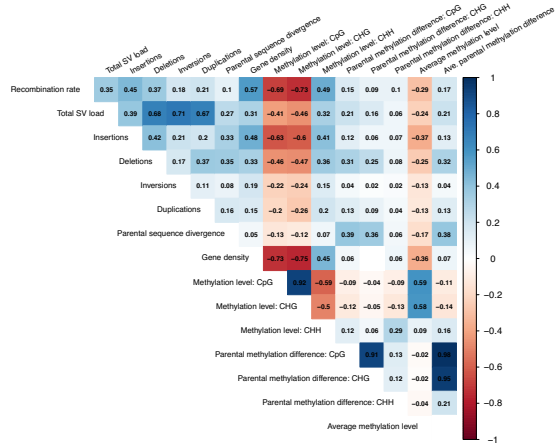 Total SV load
Insertions
Deletions
Inversions
Duplications
Parental sequence divergence
Gene density
Methylation level: CpG
Methylation level: CHG
Methylation level: CHH
Parental methylation difference: CpG
Parental methylation difference: CHG
Parental methylation difference: CHH
Average methylation level
Ave. parental methylation difference
Recombination rate 0.35 0.45 0.37 0.18 0.21 0.1 0.57 −0.69 −0.73 0.49 0.15 0.09 0.1 −0.29 0.17
Total SV load 0.39 0.68 0.71 0.67 0.27 0.31 −0.41 −0.46 0.32 0.21 0.16 0.06 −0.24 0.21
Insertions 0.42 0.21 0.2 0.33 0.48 −0.63 −0.6 0.41 0.12 0.06 0.07 −0.37 0.13
Deletions 0.17 0.37 0.35 0.33 −0.46 −0.47 0.36 0.31 0.25 0.08 −0.25 0.32
Inversions 0.11 0.08 0.19 −0.22 −0.24 0.15 0.04 0.02 0.02 −0.13 0.04
Duplications 0.16 0.15 −0.2 −0.26 0.2 0.13 0.09 0.04 −0.13 0.13
Parental sequence divergence 0.05 −0.13 −0.12 0.07 0.39 0.36 0.06 −0.17 0.38
Gene density −0.73 −0.75 0.45 0.06 0.06 −0.36 0.07
Methylation level: CpG −0.59 −0.09 −0.04 −0.09 0.59 −0.11
Methylation level: CHG −0.5 −0.12 −0.05 −0.13 0.58 −0.14
Methylation level: CHH 0.12 0.06 0.29 0.09 0.16
Parental methylation difference: CpG 0.91 0.13 −0.02
Parental methylation difference: CHG 0.12 −0.02 0.95
Parental methylation difference: CHH −0.04 0.21
Average methylation level
1
0.8
0.6
0.4
0.2
0
−0.2
−0.4
−0.6
−0.8
−1